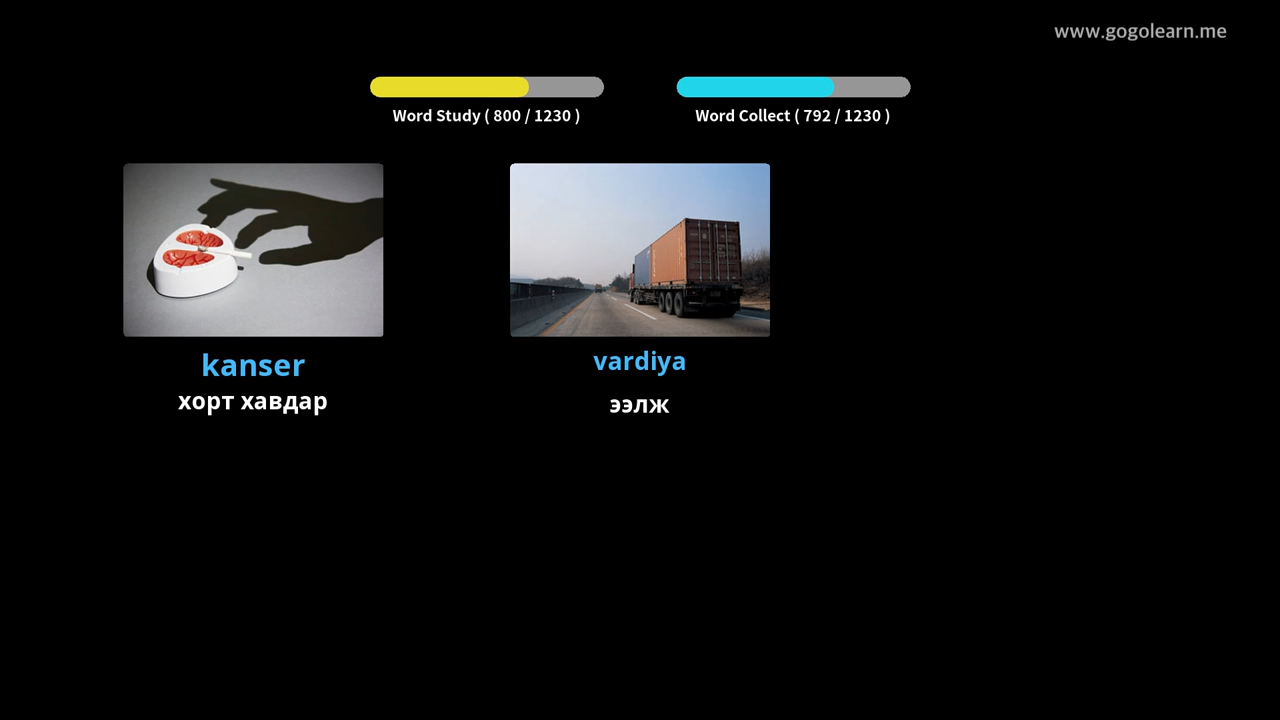 www.gogolearn.me
Word Study ( 800 / 1230 )
Word Collect ( 792 / 1230 )
kanser
хорт хавдар
vardiya
ээлж